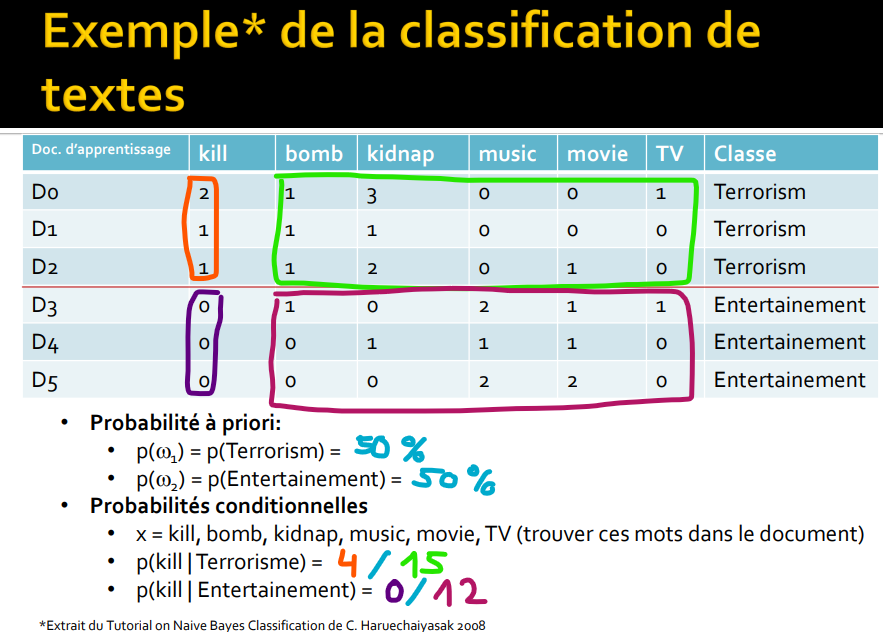 Exemple* de la classification de
textes
Doc. d'apprentissage kill bomb kidnap music movie TV Classe
D0 2 1 3 0 0 1 Terrorism
D1 1 1 1 0 0 0 Terrorism
D2 1 1 2 0 1 0 Terrorism
D3 0 1 0 2 1 1 Entertainement
D4 0 0 1 1 1 0 Entertainement
D5 0 0 0 2 2 0 Entertainement
• Probabilité à priori:
• p(ω₁) = p(Terrorism) = 50 %
• p(ω₂) = p(Entertainement) = 50 %
• Probabilités conditionnelles
• x = kill, bomb, kidnap, music, movie, TV (trouver ces mots dans le document)
• p(kill|Terrorisme) = 4 / 15
• p(kill|Entertainement) = 0/12
*Extrait du Tutorial on Naive Bayes Classification de C. Haruechaiyasak 2008